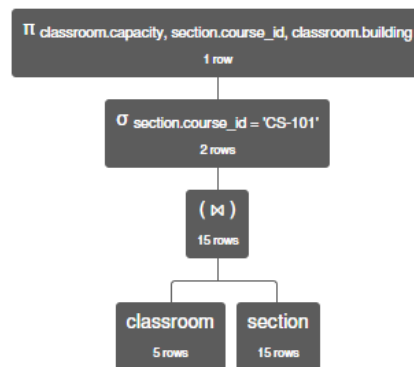 π classroom.capacity, section.course_id, classroom.building
1 row
σ section.course_id = 'CS-101'
2 rows
( ⋈ )
15 rows
classroom section
5 rows 15 rows